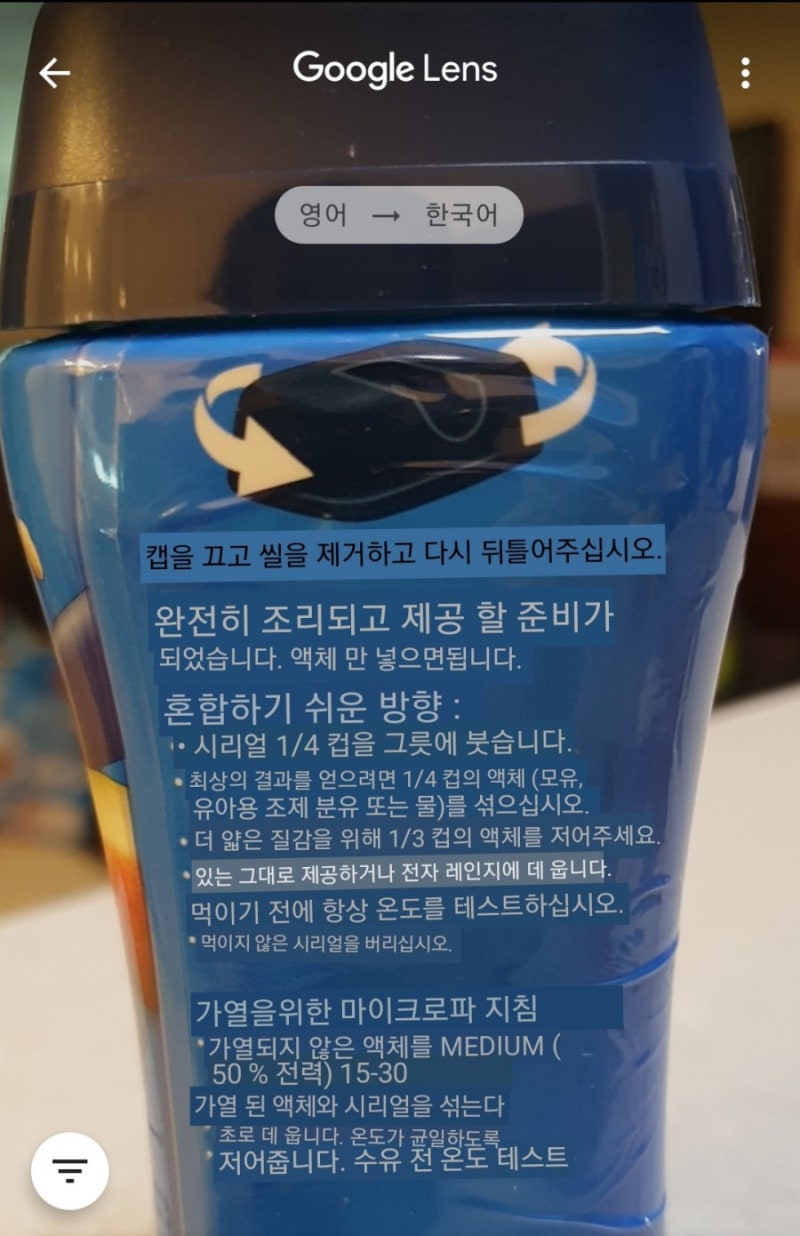 Google Lens
영어 → 한국어
캡을 끄고 씰을 제거하고 다시 뒤틀어주십시오.
완전히 조리되고 제공 할 준비가
되었습니다. 액체 만 넣으면됩니다.
혼합하기 쉬운 방향 :
•• 시리얼 1/4 컵을 그릇에 붓습니다.
• 최상의 결과를 얻으려면 1/4 컵의 액체 (모유,
유아용 조제 분유 또는 물)를 섞으십시오.
• 더 얇은 질감을 위해 1/3 컵의 액체를 저어주세요.
• 있는 그대로 제공하거나 전자 레인지에 데 웁니다.
먹이기 전에 항상 온도를 테스트하십시오.
• 먹이지 않은 시리얼을 버리십시오.
가열을위한 마이크로파 지침
• 가열되지 않은 액체를 MEDIUM (
50 % 전력) 15-30
가열 된 액체와 시리얼을 섞는다
• 초로 데 웁니다. 온도가 균일하도록
• 저어줍니다. 수유 전 온도 테스트